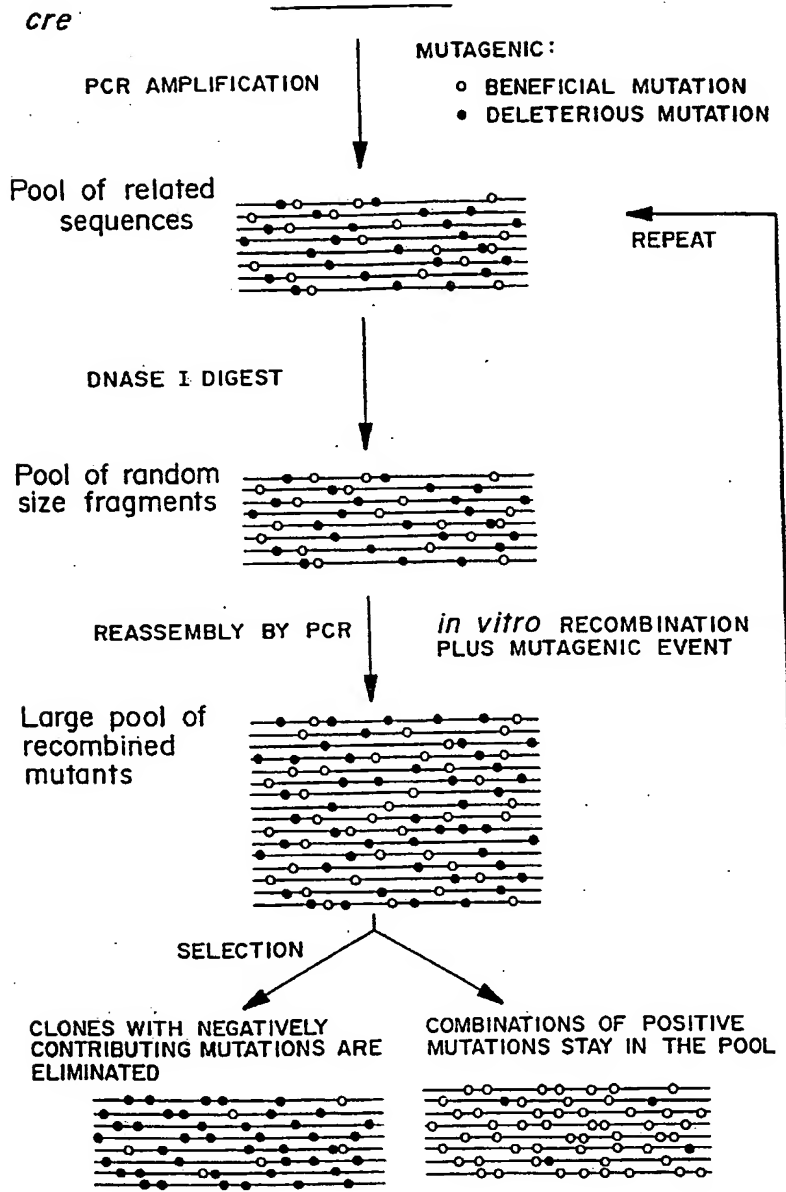 cre
MUTAGENIC:
PCR AMPLIFICATION
BENEFICIAL MUTATION
DELETERIOUS MUTATION
Pool of related
sequences
REPEAT
DNASE I DIGEST
Pool of random
size fragments
REASSEMBLY BY PCR
in vitro RECOMBINATION
PLUS MUTAGENIC EVENT
Large pool of
recombined
mutants
SELECTION
CLONES WITH NEGATIVELY
CONTRIBUTING MUTATIONS ARE
ELIMINATED
COMBINATIONS OF POSITIVE
MUTATIONS STAY IN THE POOL